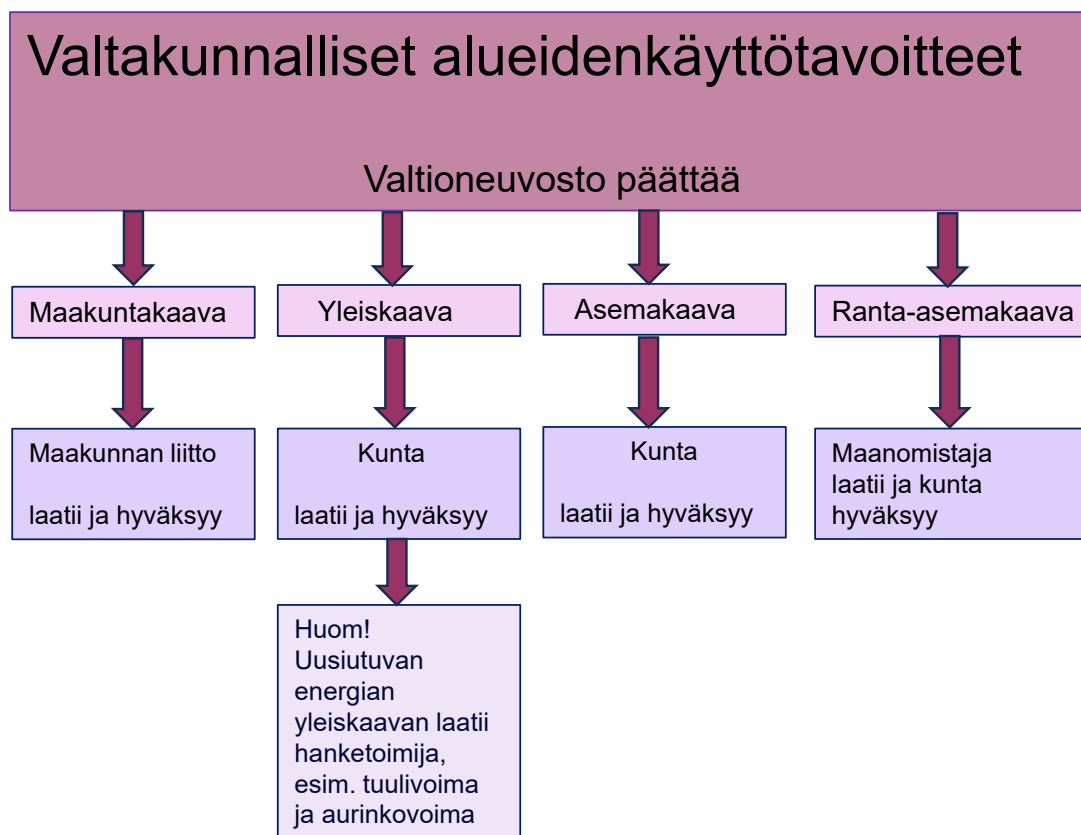 Valtakunnalliset alueidenkäyttötavoitteet
Valtioneuvosto päättää
Maakuntakaava
Yleiskaava
Asemakaava
Ranta-asemakaava
Maakunnan liitto
laatii ja hyväksyy
Kunta
laatii ja hyväksyy
Kunta
laatii ja hyväksyy
Maanomistaja
laatii ja kunta
hyväksyy
Huom!
Uusiutuvan
energian
yleiskaavan laatii
hanketoimija,
esim. tuulivoima
ja aurinkovoima